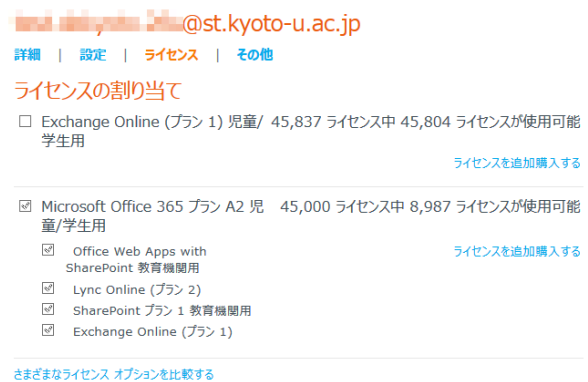 @st.kyoto-u.ac.jp
詳細 | 設定 | ライセンス | その他
ライセンスの割り当て
Exchange Online (プラン 1) 児童/ 45,837 ライセンス中 45,804 ライセンスが使用可能
学生用
ライセンスを追加購入する
Microsoft Office 365 プラン A2 児 45,000 ライセンス中 8,987 ライセンスが使用可能
童/学生用
Office Web Apps with ライセンスを追加購入する
SharePoint 教育機関用
Lync Online (プラン 2)
SharePoint プラン 1 教育機関用
Exchange Online (プラン 1)
さまざまなライセンス オプションを比較する